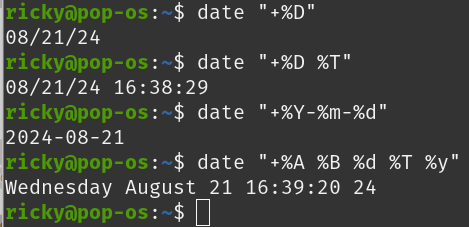 ricky@pop-os:~$ date "+%D"
08/21/24
ricky@pop-os:~$ date "+%D %T"
08/21/24 16:38:29
ricky@pop-os:~$ date "+%Y-%m-%d"
2024-08-21
ricky@pop-os:~$ date "+%A %B %d %T %y"
Wednesday August 21 16:39:20 24
ricky@pop-os:~$